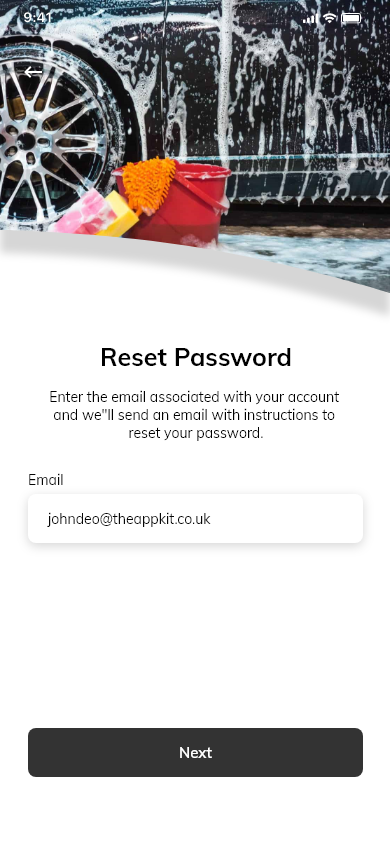 9:41
Reset Password
Enter the email associated with your account
and we"ll send an email with instructions to
reset your password.
Email
johndeo@theappkit.co.uk
Next